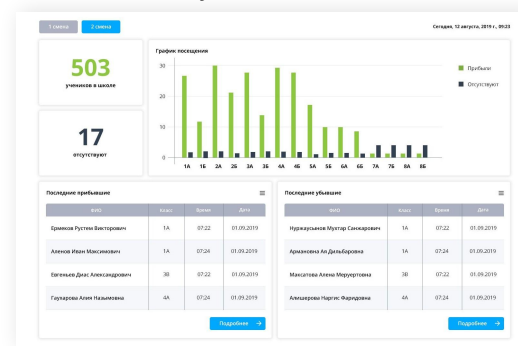 1 смена 2 смена Сегодня, 12 августа, 2019 г., 09:23
503
учеников в школе
17
отсутствуют
График посещения
30
20
10
0
1А 1Б 2А 2Б 3А 3Б 4А 4Б 5А 5Б 6А 6Б 7А 7Б 8А 8Б
Прибыли
Отсутствуют
Последние прибывшие
ФИО Класс Время Дата
Ермеков Рустем Викторович 1А 07:22 01.09.2019
Аленов Иван Максимович 1А 07:24 01.09.2019
Евгеньев Диас Александрович 3В 07:22 01.09.2019
Гаухарова Алия Назымовна 4А 07:24 01.09.2019
Подробнее →
Последние убывшие
ФИО Класс Время Дата
Нуржаусынов Мухтар Санжарович 1А 07:22 01.09.2019
Армановна Ая Дильбаровна 1А 07:24 01.09.2019
Максатова Алена Меруертовна 3В 07:22 01.09.2019
Алишерова Наргис Фаридовна 4А 07:24 01.09.2019
Подробнее →